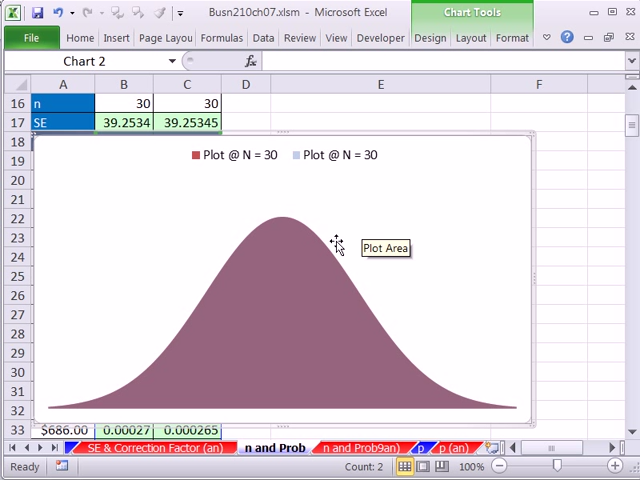 Busn210ch07.xlsm - Microsoft Excel
Chart Tools
File Home Insert Page Layou Formulas Data Review View Developer Design Layout Format
Chart 2 fx
A B C D E F
16 n 30 30
17 SE 39.2534 39.25345
18
Plot @ N = 30 Plot @ N = 30
19
20
21
22
23
Plot Area
24
25
26
27
28
29
30
31
32
33 $686.00 0.00027 0.000265
SE & Correction Factor (an) n and Prob n and Prob9an) p p (an)
Ready Count: 2 100%